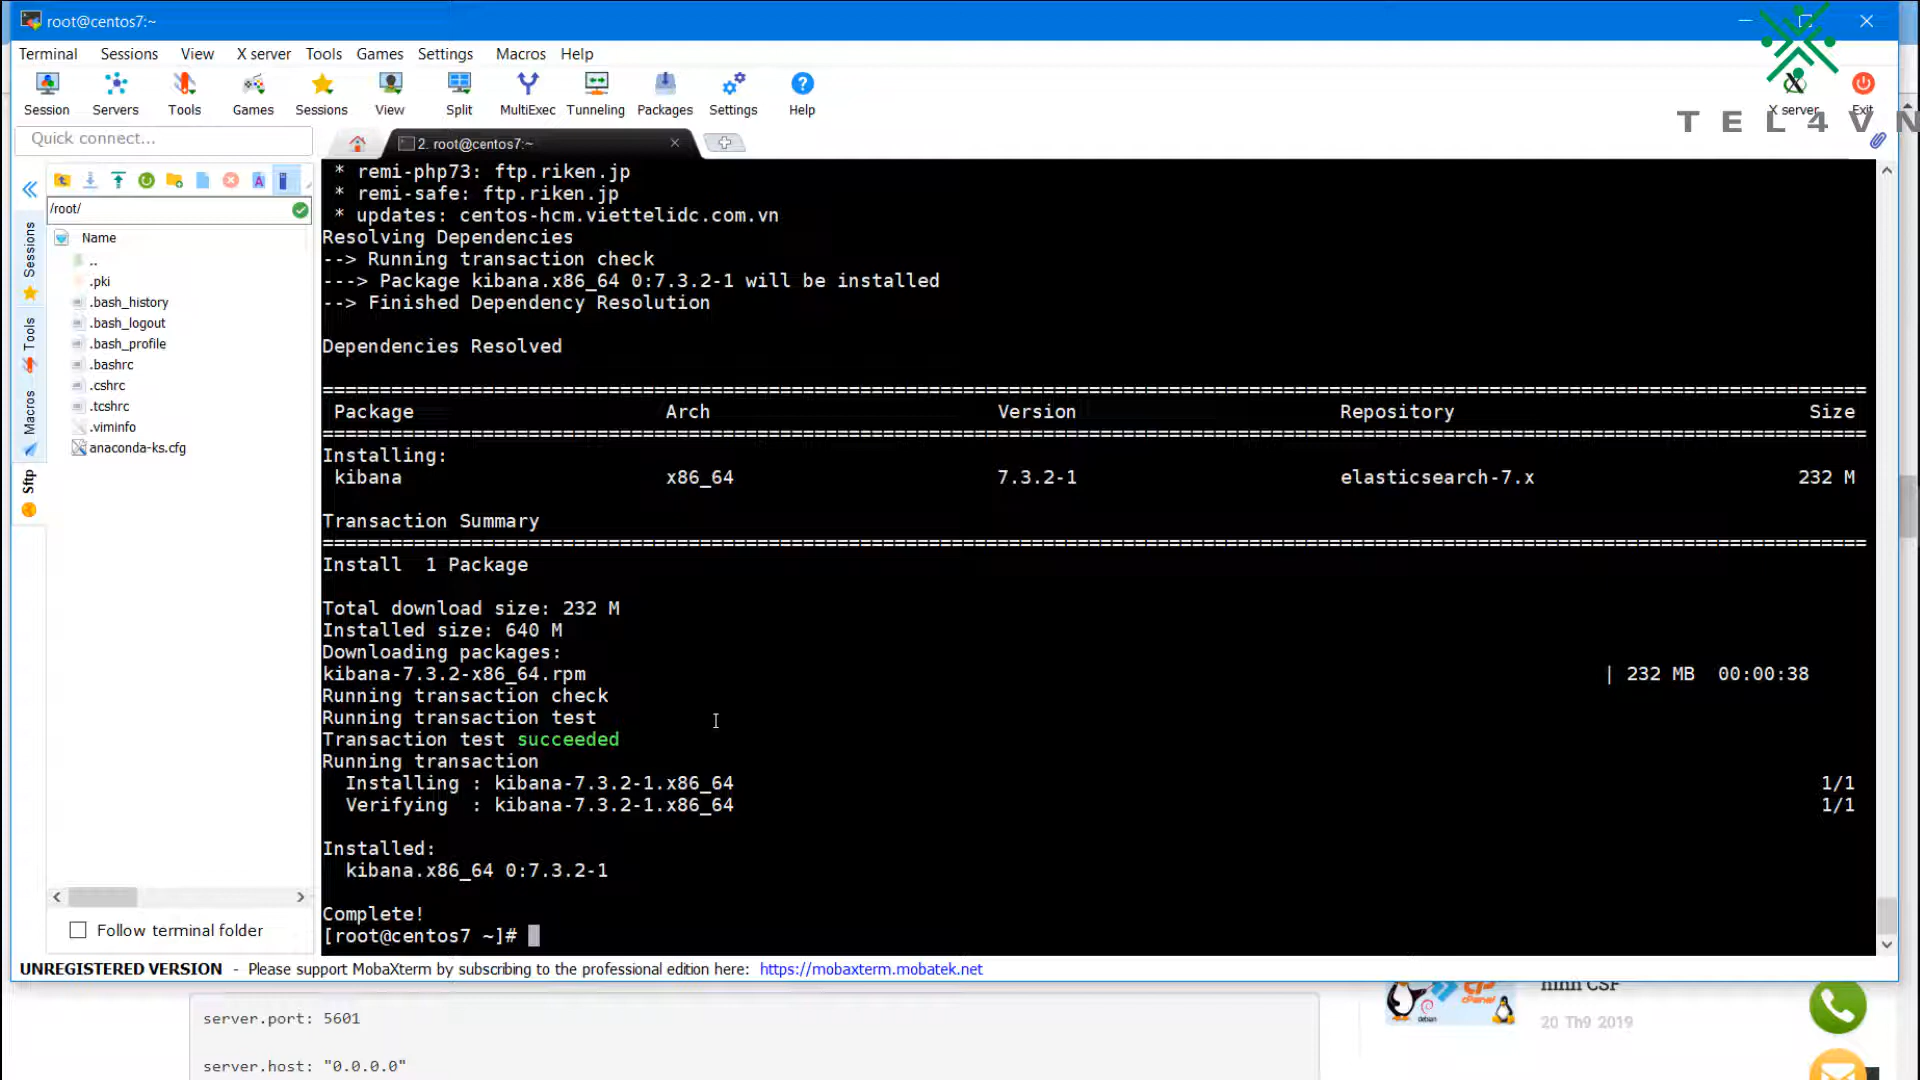 root@centos7:~
Terminal Sessions View X server Tools Games Settings Macros Help
Session Servers Tools Games Sessions View Split MultiExec Tunneling Packages Settings Help X server Exit
TEL4VN
Quick connect...
2. root@centos7:~
/root/
Name
..
.pki
.bash_history
.bash_logout
.bash_profile
.bashrc
.cshrc
.tcshrc
.viminfo
anaconda-ks.cfg
Sessions
Tools
Macros
Sftp
Follow terminal folder
* remi-php73: ftp.riken.jp
* remi-safe: ftp.riken.jp
* updates: centos-hcm.viettelidc.com.vn
Resolving Dependencies
--> Running transaction check
---> Package kibana.x86_64 0:7.3.2-1 will be installed
--> Finished Dependency Resolution
Dependencies Resolved
Package Arch Version Repository Size
Installing:
kibana x86_64 7.3.2-1 elasticsearch-7.x 232 M
Transaction Summary
Install 1 Package
Total download size: 232 M
Installed size: 640 M
Downloading packages:
kibana-7.3.2-x86_64.rpm | 232 MB 00:00:38
Running transaction check
Running transaction test
Transaction test succeeded
Running transaction
Installing : kibana-7.3.2-1.x86_64 1/1
Verifying : kibana-7.3.2-1.x86_64 1/1
Installed:
kibana.x86_64 0:7.3.2-1
Complete!
[root@centos7 ~]#
UNREGISTERED VERSION - Please support MobaXterm by subscribing to the professional edition here: https://mobaxterm.mobatek.net
server.port: 5601
server.host: "0.0.0.0"
hình CSF
20 Th9 2019
debian
cPanel